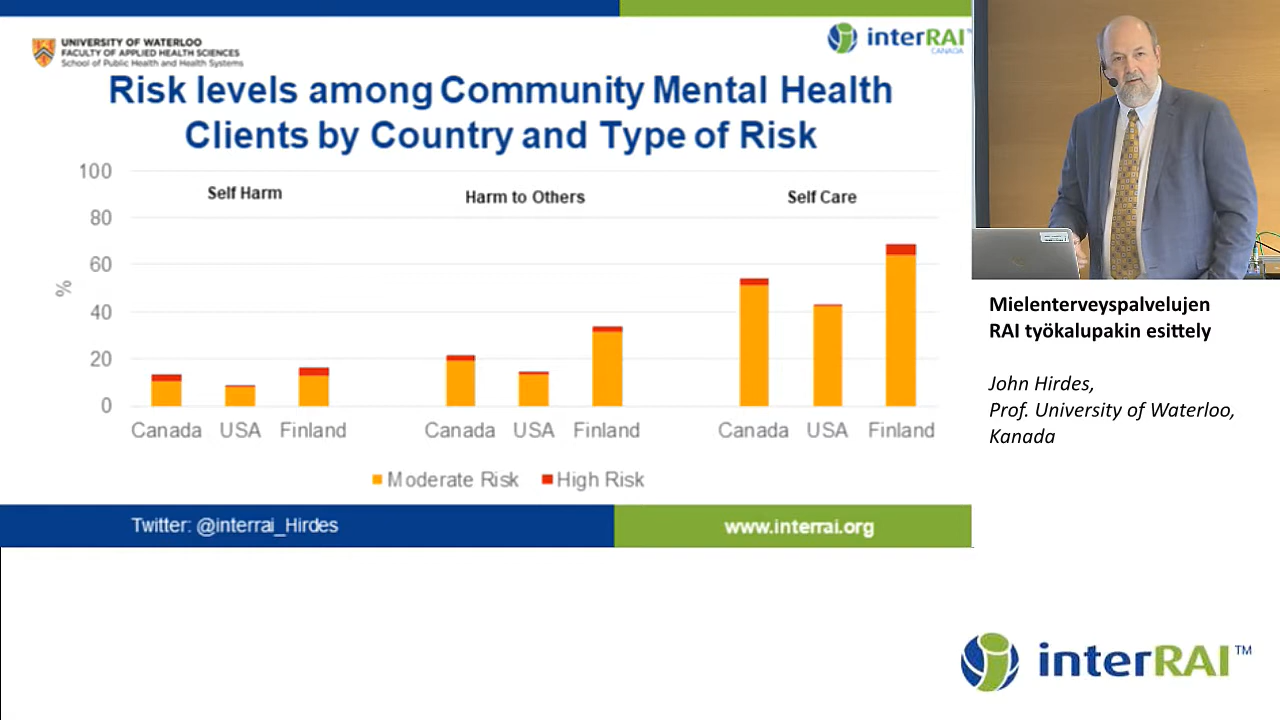 UNIVERSITY OF WATERLOO
FACULTY OF APPLIED HEALTH SCIENCES
School of Public Health and Health Systems
interRAI
CANADA
Risk levels among Community Mental Health
Clients by Country and Type of Risk
100
80
60
40
20
0
%
Self Harm
Harm to Others
Self Care
Canada USA Finland
Canada USA Finland
Canada USA Finland
Moderate Risk High Risk
Twitter: @interrai_Hirdes
www.interrai.org
Mielenterveyspalvelujen
RAI työkalupakin esittely
John Hirdes,
Prof. University of Waterloo,
Kanada
interRAI™